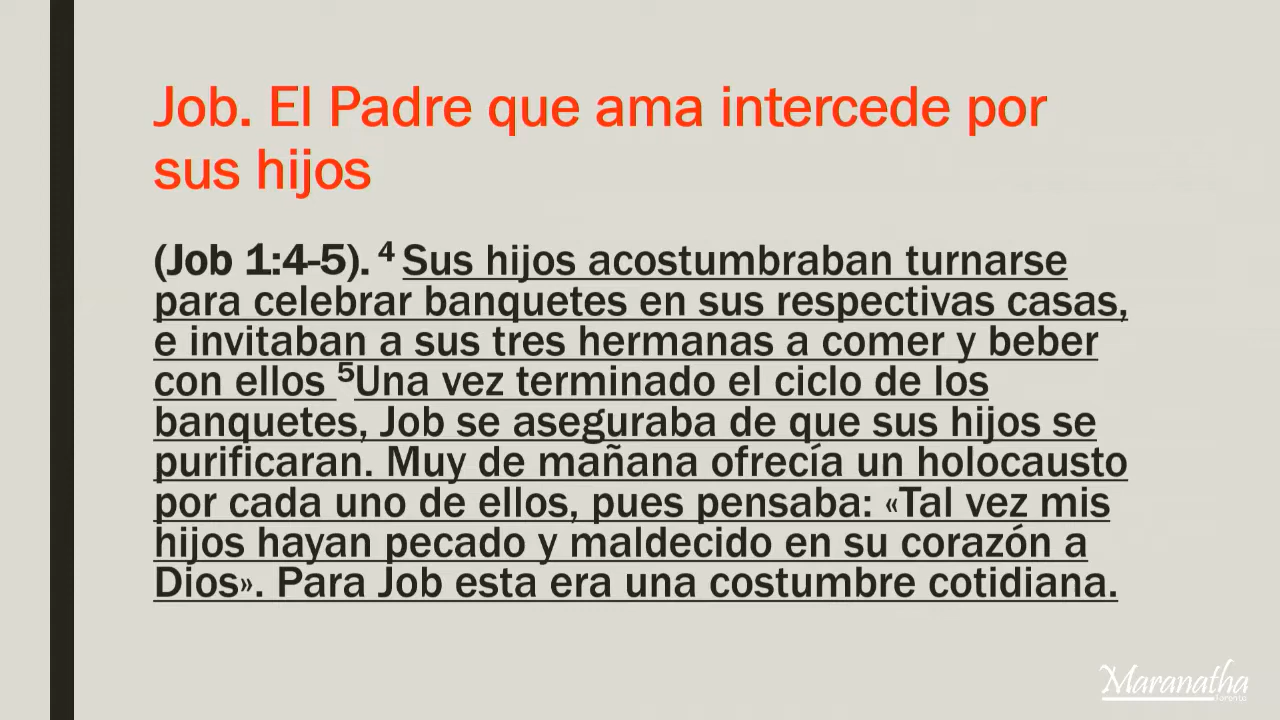 Job. El Padre que ama intercede por
sus hijos
(Job 1:4-5). ⁴ Sus hijos acostumbraban turnarse
para celebrar banquetes en sus respectivas casas,
e invitaban a sus tres hermanas a comer y beber
con ellos ⁵Una vez terminado el ciclo de los
banquetes, Job se aseguraba de que sus hijos se
purificaran. Muy de mañana ofrecía un holocausto
por cada uno de ellos, pues pensaba: «Tal vez mis
hijos hayan pecado y maldecido en su corazón a
Dios». Para Job esta era una costumbre cotidiana.
Maranatha
Toronto